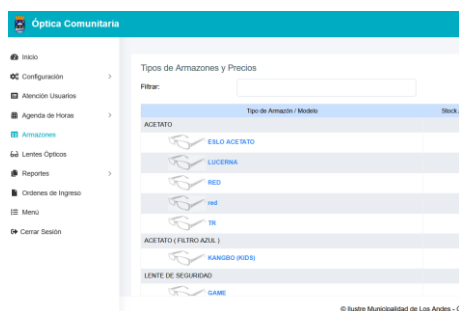 Óptica Comunitaria
Inicio
Configuración
Atención Usuarios
Agenda de Horas
Armazones
Lentes Ópticos
Reportes
Ordenes de Ingreso
Menú
Cerrar Sesión
Tipos de Armazones y Precios
Filtrar:
Tipo de Armazón / Modelo Stock
ACETATO
ESLO ACETATO
LUCERNA
RED
red
TR
ACETATO ( FILTRO AZUL )
KANGBO (KIDS)
LENTE DE SEGURIDAD
GAME
© Ilustre Municipalidad de Los Andes -